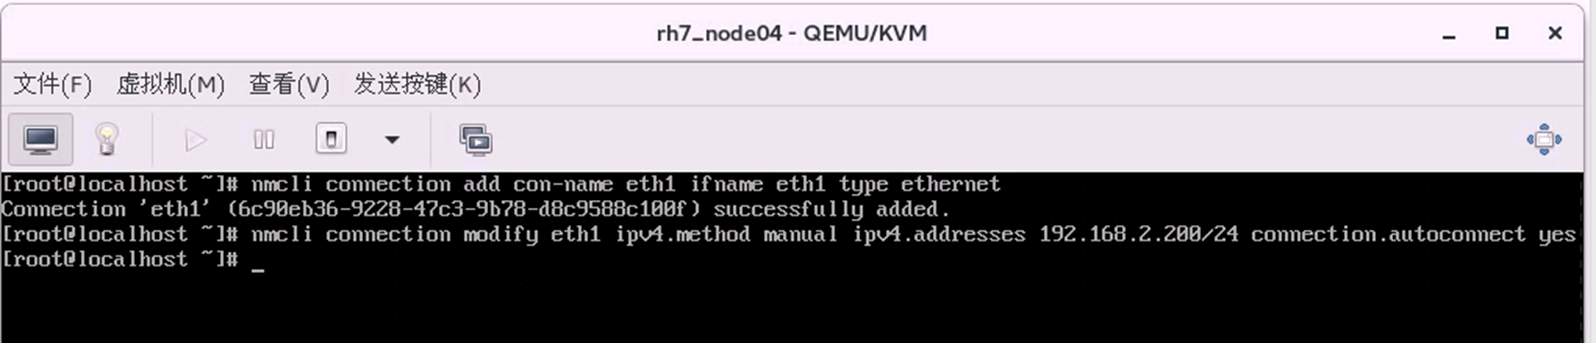 rh7_node04 - QEMU/KVM
文件(F) 虚拟机(M) 查看(V) 发送按键(K)
[root@localhost ~]# nmcli connection add con-name eth1 ifname eth1 type ethernet
Connection 'eth1' (6c90eb36-9228-47c3-9b78-d8c9588c100f) successfully added.
[root@localhost ~]# nmcli connection modify eth1 ipv4.method manual ipv4.addresses 192.168.2.200/24 connection.autoconnect yes
[root@localhost ~]# _